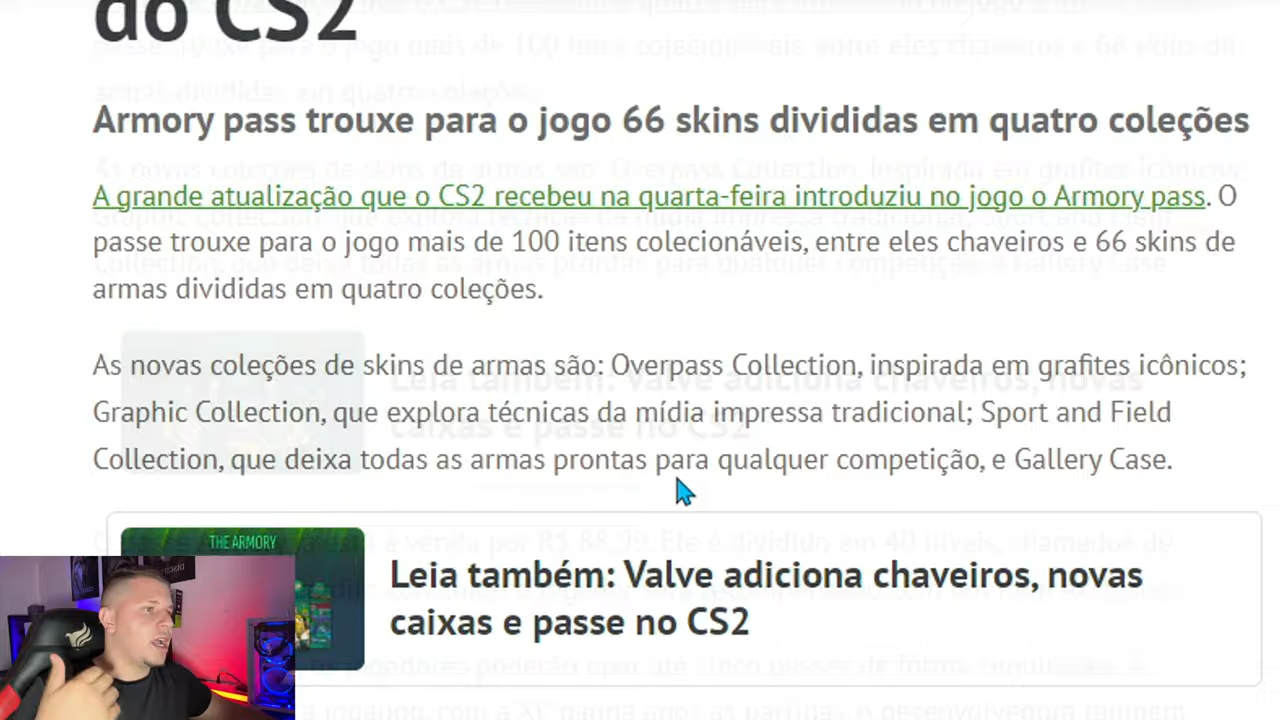 do CS2
Armory pass trouxe para o jogo 66 skins divididas em quatro coleções
A grande atualização que o CS2 recebeu na quarta-feira introduziu no jogo o Armory pass. O
passe trouxe para o jogo mais de 100 itens colecionáveis, entre eles chaveiros e 66 skins de
armas divididas em quatro coleções.
As novas coleções de skins de armas são: Overpass Collection, inspirada em grafites icônicos;
Graphic Collection, que explora técnicas da mídia impressa tradicional; Sport and Field
Collection, que deixa todas as armas prontas para qualquer competição, e Gallery Case.
THE ARMORY
Leia também: Valve adiciona chaveiros, novas
caixas e passe no CS2